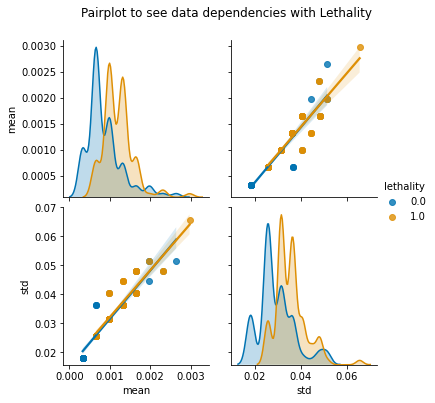 Pairplot to see data dependencies with Lethality
0.0030
0.0025
0.0020
0.0015
0.0010
0.0005
mean
lethality
0.0
1.0
0.07
0.06
0.05
0.04
0.03
0.02
std
0.000 0.001 0.002 0.003
mean
0.02 0.04 0.06
std